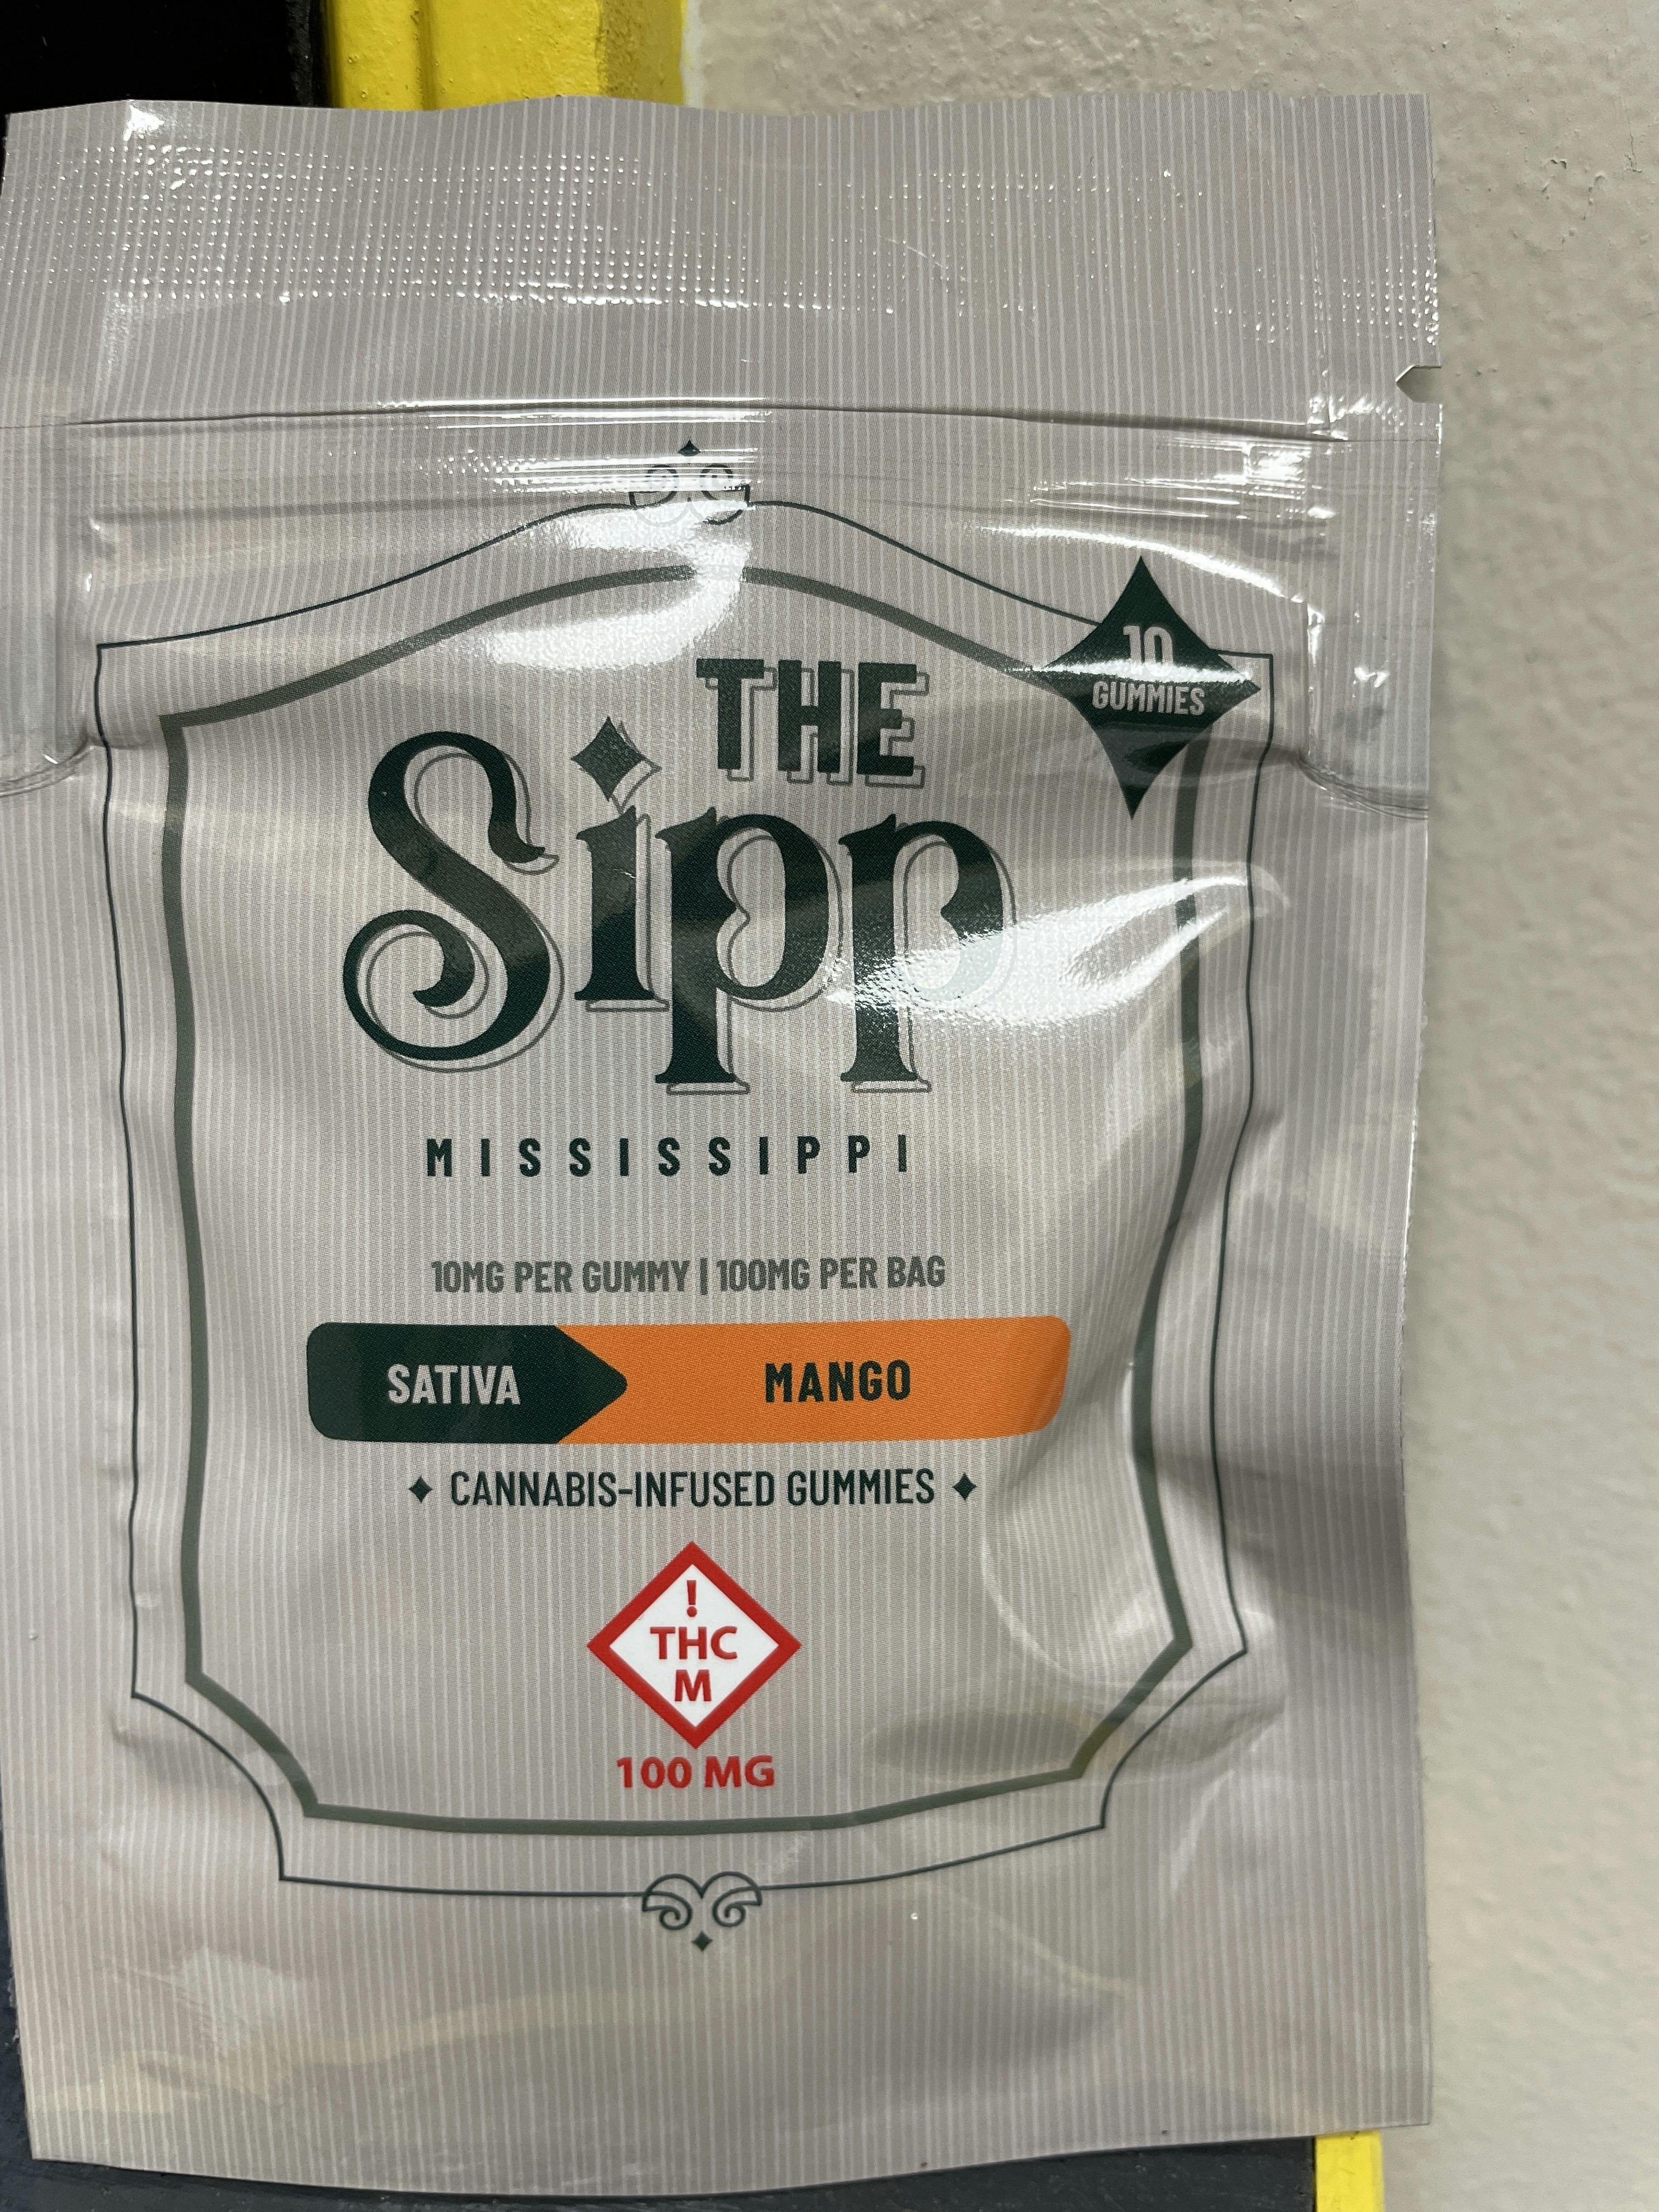 10
GUMMIES
THE
Sipp
MISSISSIPPI
10MG PER GUMMY | 100MG PER BAG
SATIVA MANGO
CANNABIS-INFUSED GUMMIES
!
THC
M
100 MG